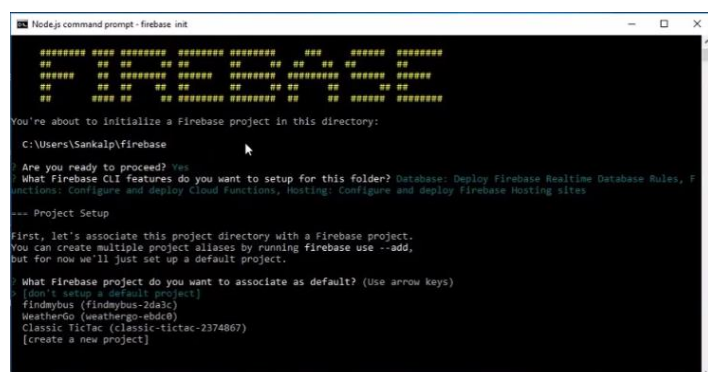 Node.js command prompt - firebase init
FIREBASE
You're about to initialize a Firebase project in this directory:
C:\Users\Sankalp\firebase
? Are you ready to proceed? Yes
? What Firebase CLI features do you want to setup for this folder? Database: Deploy Firebase Realtime Database Rules, F
unctions: Configure and deploy Cloud Functions, Hosting: Configure and deploy Firebase Hosting sites
=== Project Setup
First, let's associate this project directory with a Firebase project.
You can create multiple project aliases by running firebase use --add,
but for now we'll just set up a default project.
? What Firebase project do you want to associate as default? (Use arrow keys)
> [don't setup a default project]
findmybus (findmybus-2da3c)
WeatherGo (weathergo-ebdc0)
Classic TicTac (classic-tictac-2374867)
[create a new project]